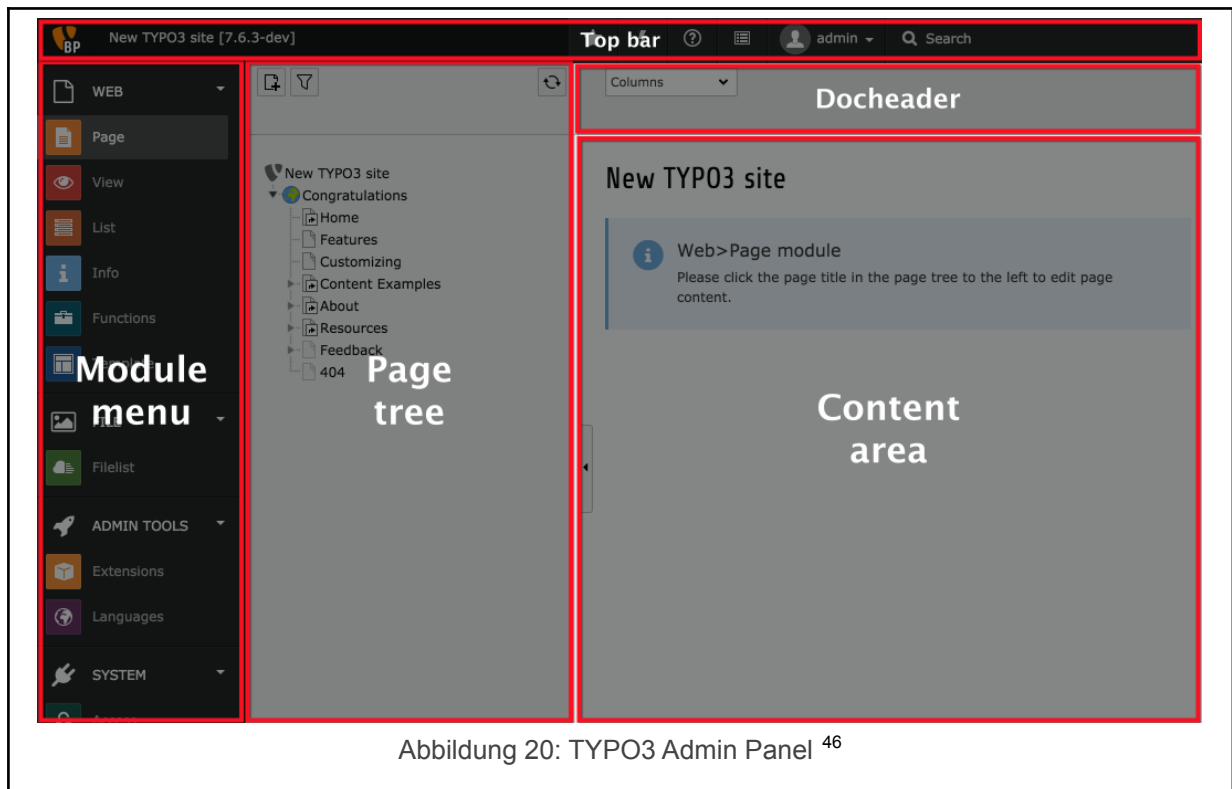 BP New TYPO3 site [7.6.3-dev] Top bar admin Search
WEB
Page
View
List
Info
Functions
Module
menu
Filelist
ADMIN TOOLS
Extensions
Languages
SYSTEM
New TYPO3 site
Congratulations
Home
Features
Customizing
Content Examples
About
Resources
Feedback
404
Page
tree
Columns
Docheader
New TYPO3 site
Web>Page module
Please click the page title in the page tree to the left to edit page
content.
Content
area
Abbildung 20: TYPO3 Admin Panel 46